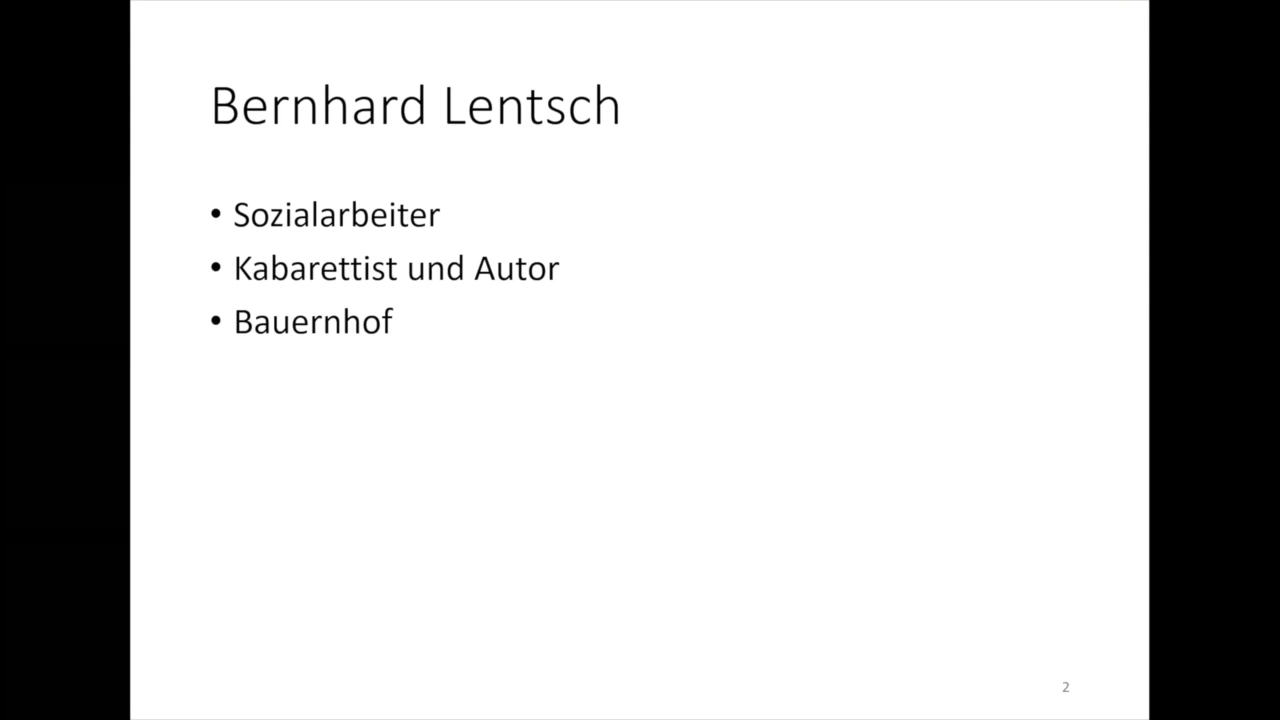 Bernhard Lentsch
• Sozialarbeiter
• Kabarettist und Autor
• Bauernhof
2